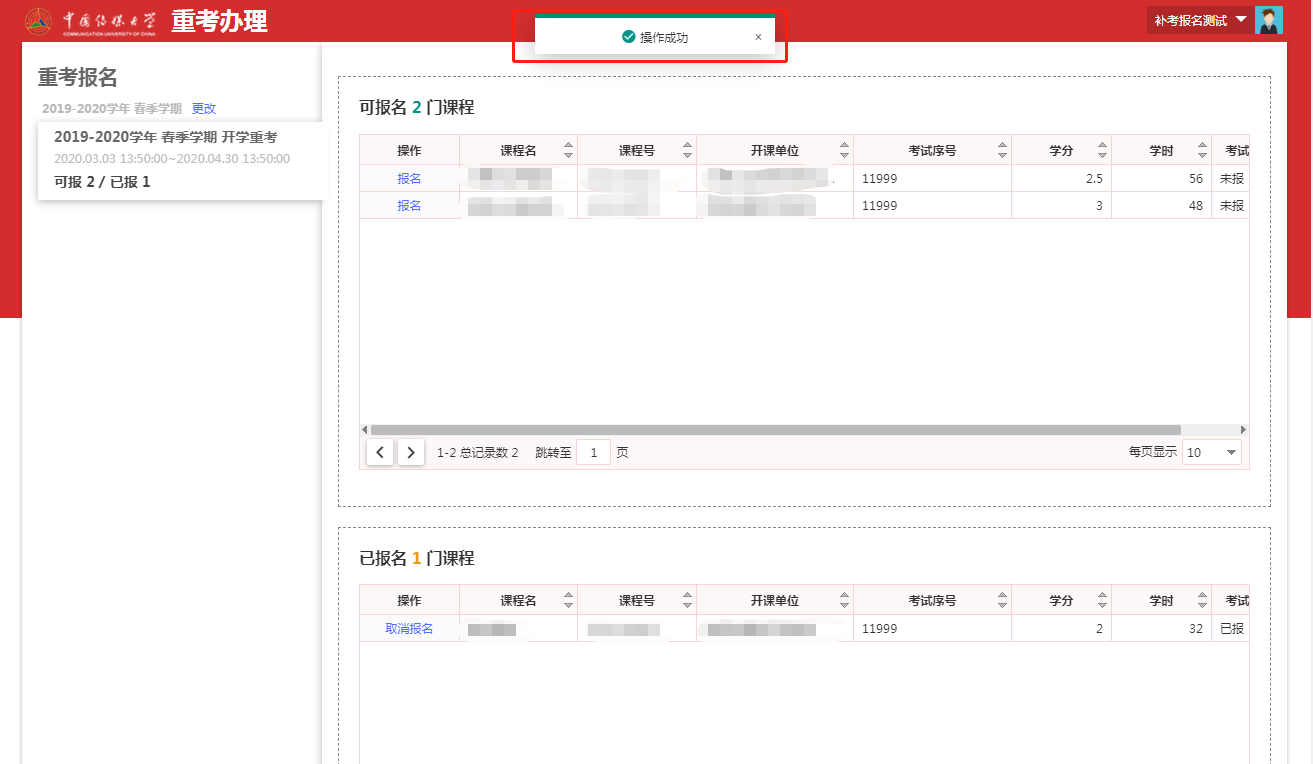 中国传媒大学 重考办理
COMMUNICATION UNIVERSITY OF CHINA
操作成功 ×
补考报名测试
重考报名
2019-2020学年 春季学期 更改
2019-2020学年 春季学期 开学重考
2020.03.03 13:50:00~2020.04.30 13:50:00
可报 2 / 已报 1
可报名 2 门课程
操作 课程名 课程号 开课单位 考试序号 学分 学时 考试
报名 11999 2.5 56 未报
报名 11999 3 48 未报
1-2 总记录数 2 跳转至 1 页 每页显示 10
已报名 1 门课程
操作 课程名 课程号 开课单位 考试序号 学分 学时 考试
取消报名 11999 2 32 已报